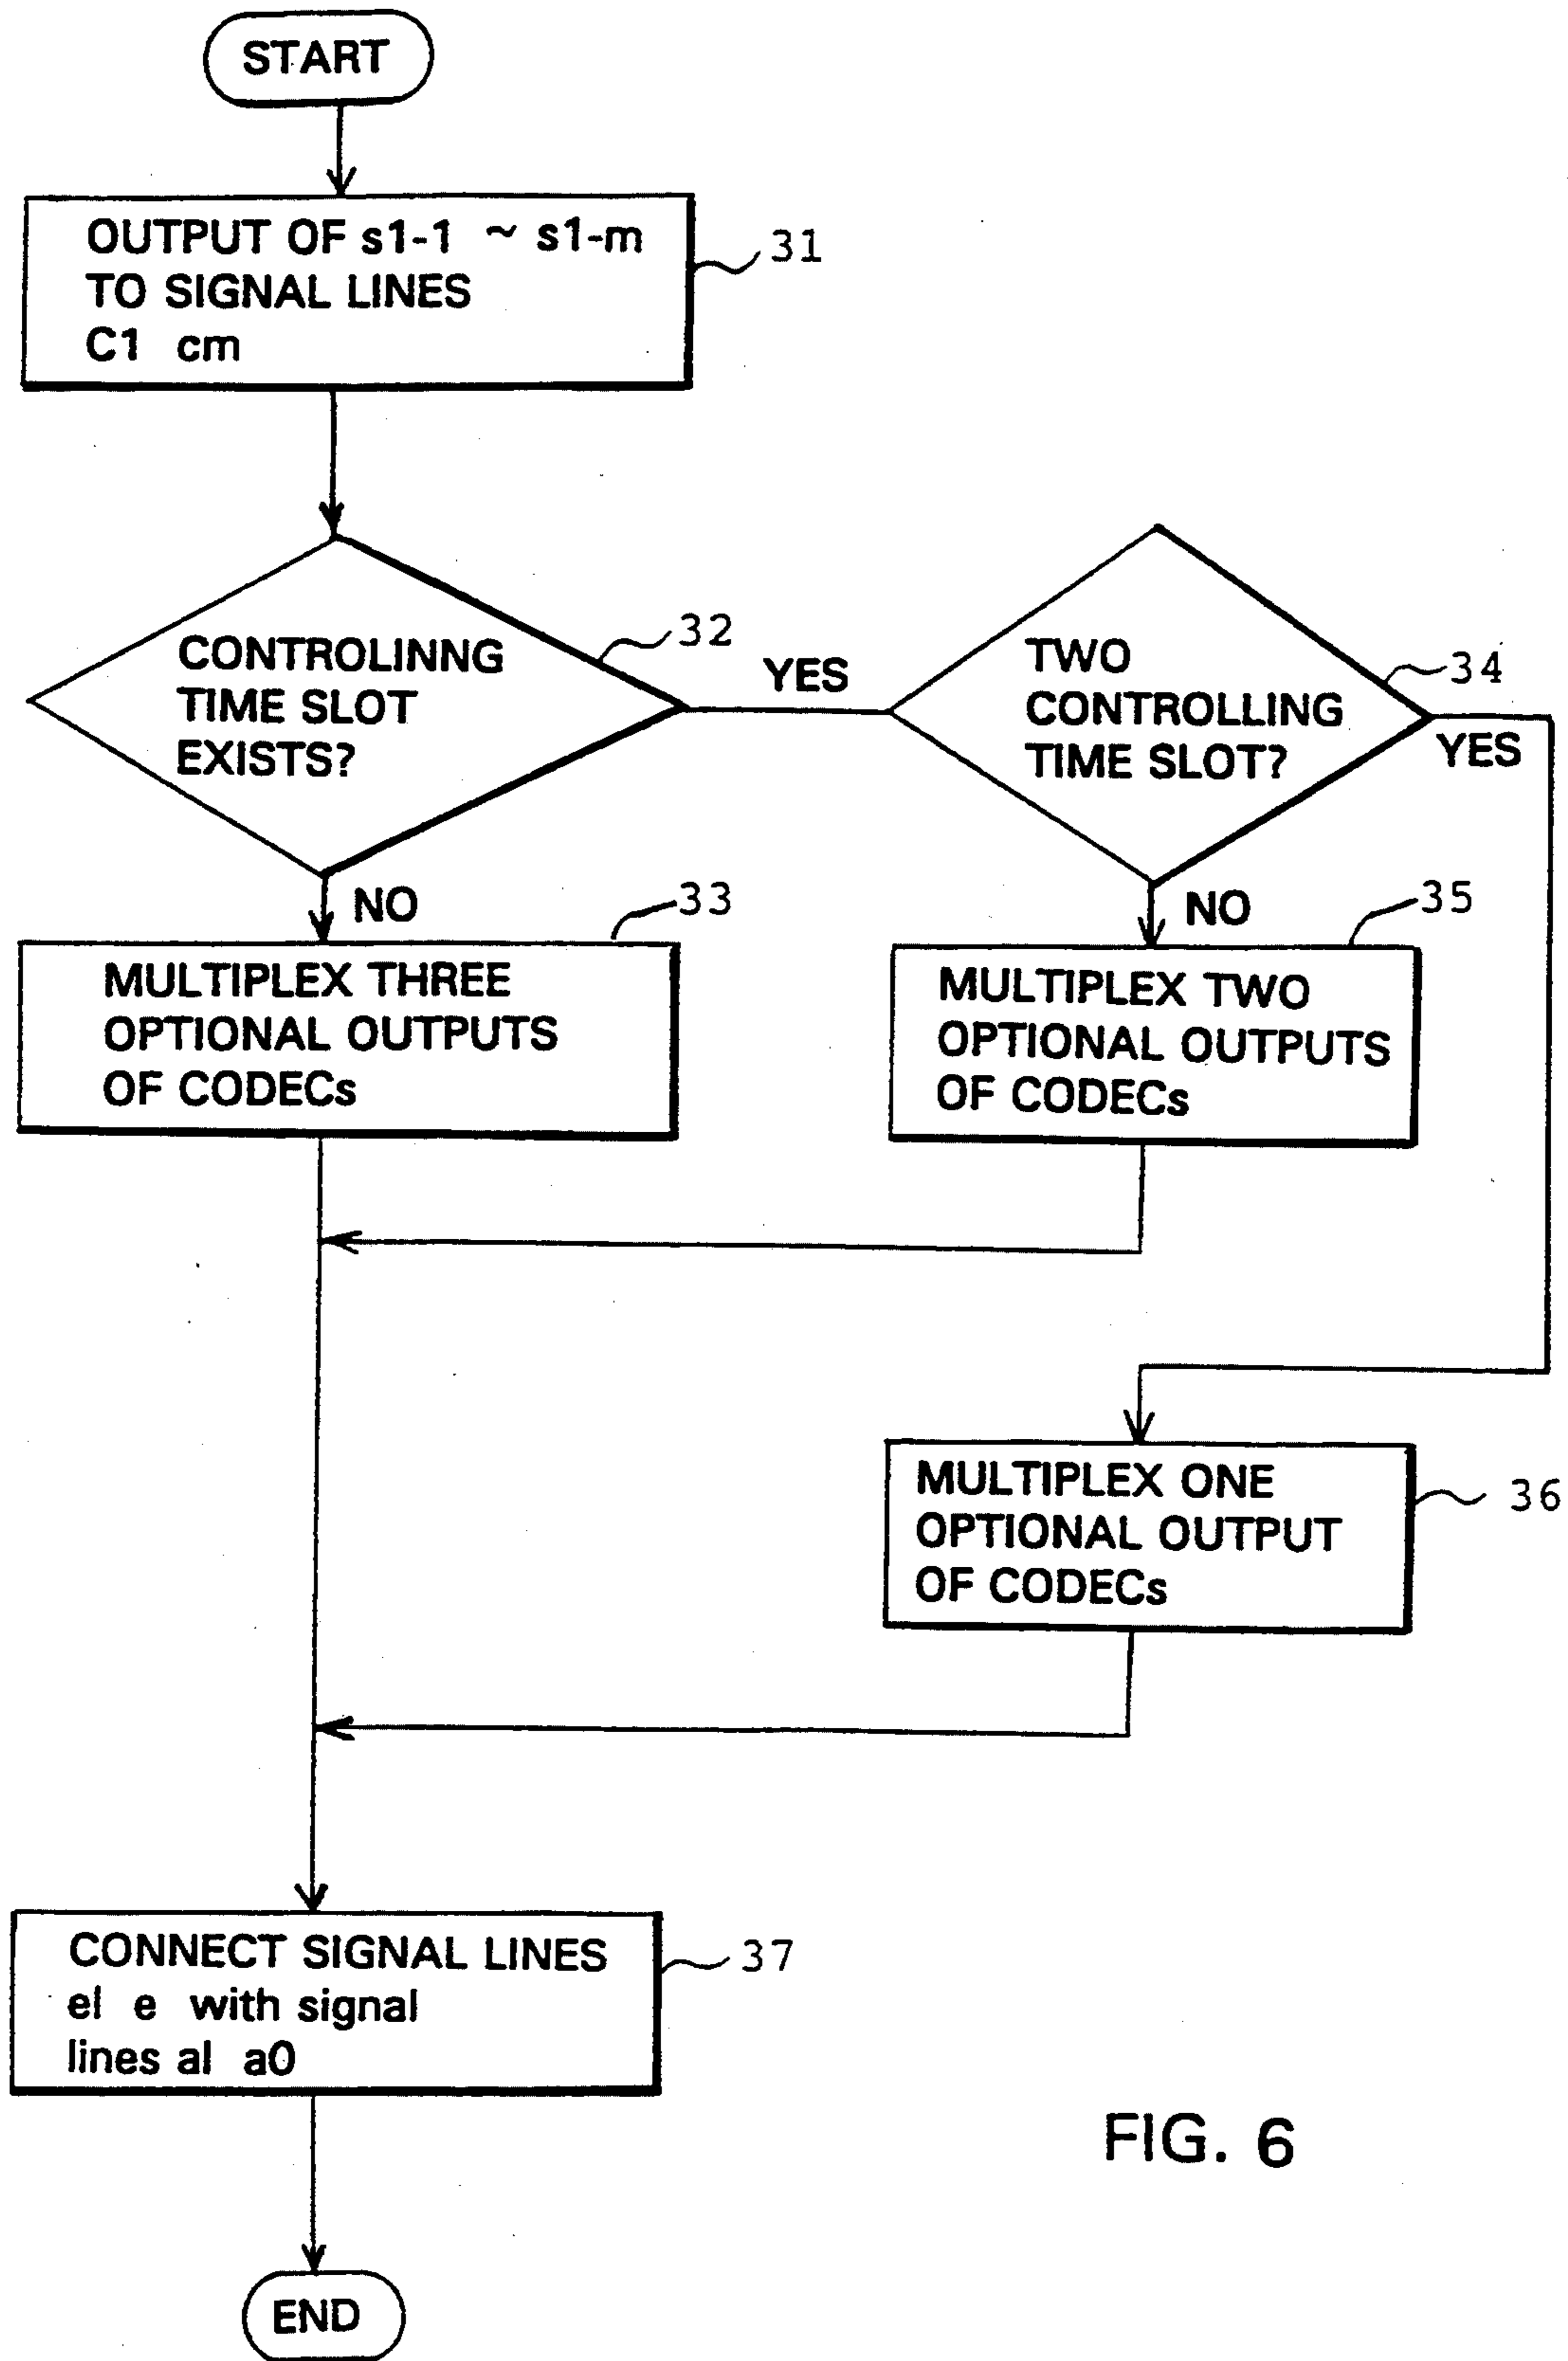 START
OUTPUT OF s1-1 ~ s1-m
TO SIGNAL LINES
C1 cm
31
CONTROLINNG
TIME SLOT
EXISTS?
32
YES
TWO
CONTROLLING
TIME SLOT?
34
YES
NO
33
NO
35
MULTIPLEX THREE
OPTIONAL OUTPUTS
OF CODECs
MULTIPLEX TWO
OPTIONAL OUTPUTS
OF CODECs
MULTIPLEX ONE
OPTIONAL OUTPUT
OF CODECs
36
CONNECT SIGNAL LINES
el e with signal
lines al a0
37
FIG. 6
END